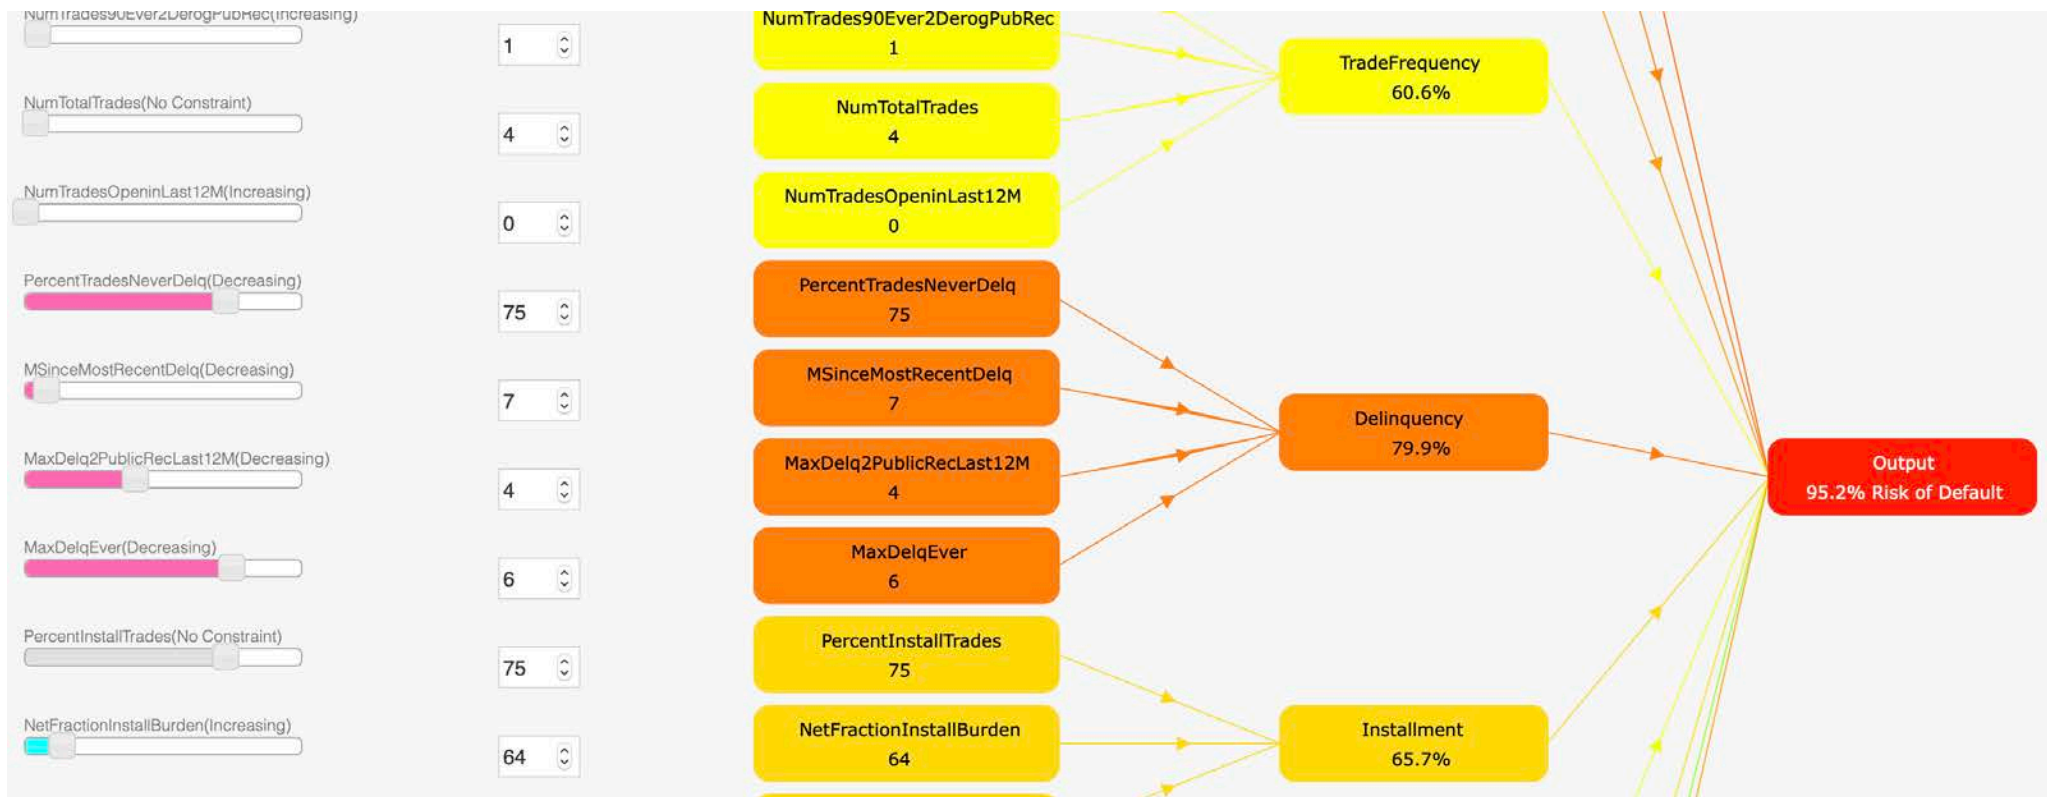 NumTrades90Ever2DerogPubRec(Increasing)
1
NumTotalTrades(No Constraint)
4
NumTradesOpeninLast12M(Increasing)
0
PercentTradesNeverDelq(Decreasing)
75
MSinceMostRecentDelq(Decreasing)
7
MaxDelq2PublicRecLast12M(Decreasing)
4
MaxDelqEver(Decreasing)
6
PercentInstallTrades(No Constraint)
75
NetFractionInstallBurden(Increasing)
64
NumTrades90Ever2DerogPubRec
1
NumTotalTrades
4
NumTradesOpeninLast12M
0
PercentTradesNeverDelq
75
MSinceMostRecentDelq
7
MaxDelq2PublicRecLast12M
4
MaxDelqEver
6
PercentInstallTrades
75
NetFractionInstallBurden
64
TradeFrequency
60.6%
Delinquency
79.9%
Installment
65.7%
Output
95.2% Risk of Default